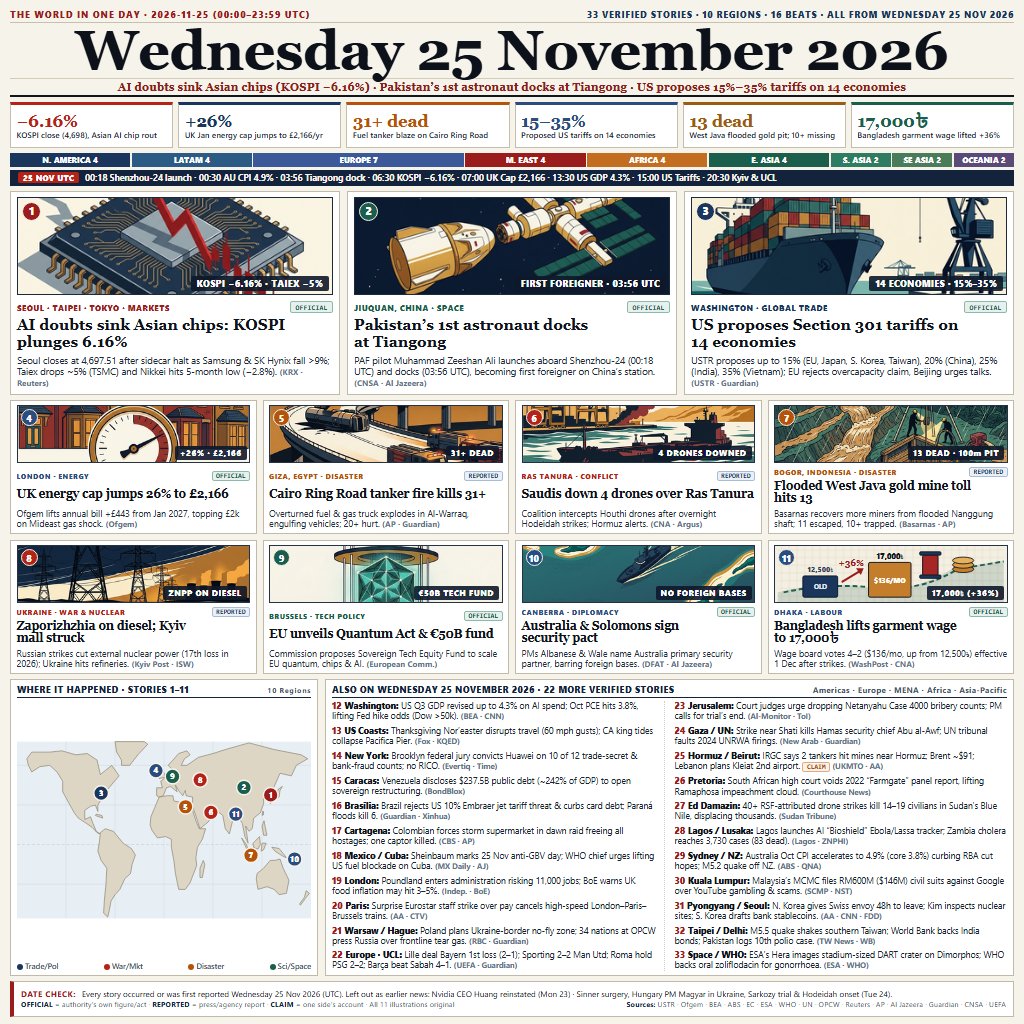 THE WORLD IN ONE DAY · 2026-11-25 (00:00–23:59 UTC)
33 VERIFIED STORIES · 10 REGIONS · 16 BEATS · ALL FROM WEDNESDAY 25 NOV 2026
Wednesday 25 November 2026
AI doubts sink Asian chips (KOSPI −6.16%) · Pakistan's 1st astronaut docks at Tiangong · US proposes 15%–35% tariffs on 14 economies
−6.16%
KOSPI close (4,698), Asian AI chip rout
+26%
UK Jan energy cap jumps to £2,166/yr
31+ dead
Fuel tanker blaze on Cairo Ring Road
15–35%
Proposed US tariffs on 14 economies
13 dead
West Java flooded gold pit; 10+ missing
17,000৳
Bangladesh garment wage lifted +36%
N. AMERICA 4
LATAM 4
EUROPE 7
M. EAST 4
AFRICA 4
E. ASIA 4
S. ASIA 2
SE ASIA 2
OCEANIA 2
25 NOV UTC
00:18 Shenzhou-24 launch · 00:30 AU CPI 4.9% · 03:56 Tiangong dock · 06:30 KOSPI −6.16% · 07:00 UK Cap £2,166 · 13:30 US GDP 4.3% · 15:00 US Tariffs · 20:30 Kyiv & UCL
1
KOSPI −6.16% · TAIEX −5%
SEOUL · TAIPEI · TOKYO · MARKETS
OFFICIAL
AI doubts sink Asian chips: KOSPI
plunges 6.16%
Seoul closes at 4,697.51 after sidecar halt as Samsung & SK Hynix fall >9%;
Taiex drops ~5% (TSMC) and Nikkei hits 5-month low (−2.8%). (KRX ·
Reuters)
2
FIRST FOREIGNER · 03:56 UTC
JIUQUAN, CHINA · SPACE
OFFICIAL
Pakistan's 1st astronaut docks
at Tiangong
PAF pilot Muhammad Zeeshan Ali launches aboard Shenzhou-24 (00:18
UTC) and docks (03:56 UTC), becoming first foreigner on China's station.
(CNSA · Al Jazeera)
3
14 ECONOMIES · 15%–35%
WASHINGTON · GLOBAL TRADE
OFFICIAL
US proposes Section 301 tariffs on
14 economies
USTR proposes up to 15% (EU, Japan, S. Korea, Taiwan), 20% (China), 25%
(India), 35% (Vietnam); EU rejects overcapacity claim, Beijing urges talks.
(USTR · Guardian)
4
+26% · £2,166
LONDON · ENERGY
OFFICIAL
UK energy cap jumps 26% to £2,166
Ofgem lifts annual bill +£443 from Jan 2027, topping £2k
on Mideast gas shock. (Ofgem)
5
31+ DEAD
GIZA, EGYPT · DISASTER
REPORTED
Cairo Ring Road tanker fire kills 31+
Overturned fuel & gas truck explodes in Al-Warraq,
engulfing vehicles; 20+ hurt. (AP · Guardian)
6
4 DRONES DOWNED
RAS TANURA · CONFLICT
REPORTED
Saudis down 4 drones over Ras Tanura
Coalition intercepts Houthi drones after overnight
Hodeidah strikes; Hormuz alerts. (CNA · Argus)
7
13 DEAD · 100m PIT
BOGOR, INDONESIA · DISASTER
REPORTED
Flooded West Java gold mine toll
hits 13
Basarnas recovers more miners from flooded Nanggung
shaft; 11 escaped, 10+ trapped. (Basarnas · AP)
8
ZNPP ON DIESEL
UKRAINE · WAR & NUCLEAR
REPORTED
Zaporizhzhia on diesel; Kyiv
mall struck
Russian strikes cut external nuclear power (17th loss in
2026); Ukraine hits refineries. (Kyiv Post · ISW)
9
€50B TECH FUND
BRUSSELS · TECH POLICY
OFFICIAL
EU unveils Quantum Act & €50B fund
Commission proposes Sovereign Tech Equity Fund to scale
EU quantum, chips & AI. (European Comm.)
10
NO FOREIGN BASES
CANBERRA · DIPLOMACY
OFFICIAL
Australia & Solomons sign
security pact
PMs Albanese & Wale name Australia primary security
partner, barring foreign bases. (DFAT · Al Jazeera)
11
12,500৳
OLD
+36%
17,000৳
$136/MO
17,000৳ (+36%)
DHAKA · LABOUR
OFFICIAL
Bangladesh lifts garment wage
to 17,000৳
Wage board votes 4–2 ($136/mo, up from 12,500৳) effective
1 Dec after strikes. (WashPost · CNA)
WHERE IT HAPPENED · STORIES 1–11
10 Regions
4
9
8
3
2
1
5
6
11
7
10
Trade/Pol
War/Mkt
Disaster
Sci/Space
ALSO ON WEDNESDAY 25 NOVEMBER 2026 · 22 MORE VERIFIED STORIES
Americas · Europe · MENA · Africa · Asia-Pacific
12 Washington: US Q3 GDP revised up to 4.3% on AI spend; Oct PCE hits 3.8%,
lifting Fed hike odds (Dow >50k). (BEA · CNN)
13 US Coasts: Thanksgiving Nor'easter disrupts travel (60 mph gusts); CA king tides
collapse Pacifica Pier. (Fox · KQED)
14 New York: Brooklyn federal jury convicts Huawei on 10 of 12 trade-secret &
bank-fraud counts; no RICO. (Evertiq · Time)
15 Caracas: Venezuela discloses $237.5B public debt (~242% of GDP) to open
sovereign restructuring. (BondBlox)
16 Brasília: Brazil rejects US 10% Embraer jet tariff threat & curbs card debt; Paraná
floods kill 6. (Guardian · Xinhua)
17 Cartagena: Colombian forces storm supermarket in dawn raid freeing all
hostages; one captor killed. (CBS · AP)
18 Mexico / Cuba: Sheinbaum marks 25 Nov anti-GBV day; WHO chief urges lifting
US fuel blockade on Cuba. (MX Daily · AJ)
19 London: Poundland enters administration risking 11,000 jobs; BoE warns UK
food inflation may hit 3–5%. (Indep. · BoE)
20 Paris: Surprise Eurostar staff strike over pay cancels high-speed London–Paris–
Brussels trains. (AA · CTV)
21 Warsaw / Hague: Poland plans Ukraine-border no-fly zone; 34 nations at OPCW
press Russia over frontline tear gas. (RBC · Guardian)
22 Europe · UCL: Lille deal Bayern 1st loss (2–1); Sporting 2–2 Man Utd; Roma hold
PSG 2–2; Barça beat Sabah 4–1. (UEFA · Guardian)
23 Jerusalem: Court judges urge dropping Netanyahu Case 4000 bribery counts; PM
calls for trial's end. (Al-Monitor · ToI)
24 Gaza / UN: Strike near Shati kills Hamas security chief Abu al-Awf; UN tribunal
faults 2024 UNRWA firings. (New Arab · Guardian)
25 Hormuz / Beirut: IRGC says 2 tankers hit mines near Hormuz; Brent ~$91;
Lebanon plans Kleiat 2nd airport. CLAIM (UKMTO · AA)
26 Pretoria: South African high court voids 2022 "Farmgate" panel report, lifting
Ramaphosa impeachment cloud. (Courthouse News)
27 Ed Damazin: 40+ RSF-attributed drone strikes kill 14–19 civilians in Sudan's Blue
Nile, displacing thousands. (Sudan Tribune)
28 Lagos / Lusaka: Lagos launches AI "Bioshield" Ebola/Lassa tracker; Zambia cholera
reaches 3,730 cases (83 dead). (Lagos · ZNPHI)
29 Sydney / NZ: Australia Oct CPI accelerates to 4.9% (core 3.8%) curbing RBA cut
hopes; M5.2 quake off NZ. (ABS · QNA)
30 Kuala Lumpur: Malaysia's MCMC files RM600M ($146M) civil suits against Google
over YouTube gambling & scams. (SCMP · NST)
31 Pyongyang / Seoul: N. Korea gives Swiss envoy 48h to leave; Kim inspects nuclear
sites; S. Korea drafts bank stablecoins. (AA · CNN · FDD)
32 Taipei / Delhi: M5.5 quake shakes southern Taiwan; World Bank backs India
bonds; Pakistan logs 10th polio case. (TW News · WB)
33 Space / WHO: ESA's Hera images stadium-sized DART crater on Dimorphos; WHO
backs oral zoliflodacin for gonorrhoea. (ESA · WHO)
DATE CHECK: Every story occurred or was first reported Wednesday 25 Nov 2026 (UTC). Left out as earlier news: Nvidia CEO Huang reinstated (Mon 23) · Sinner surgery, Hungary PM Magyar in Ukraine, Sarkozy trial & Hodeidah onset (Tue 24).
OFFICIAL = authority's own figure/act · REPORTED = press/agency report · CLAIM = one side's account · All 11 illustrations original
Sources: USTR · Ofgem · BEA · ABS · EC · ESA · WHO · UN · OPCW · Reuters · AP · Al Jazeera · Guardian · CNSA · UEFA